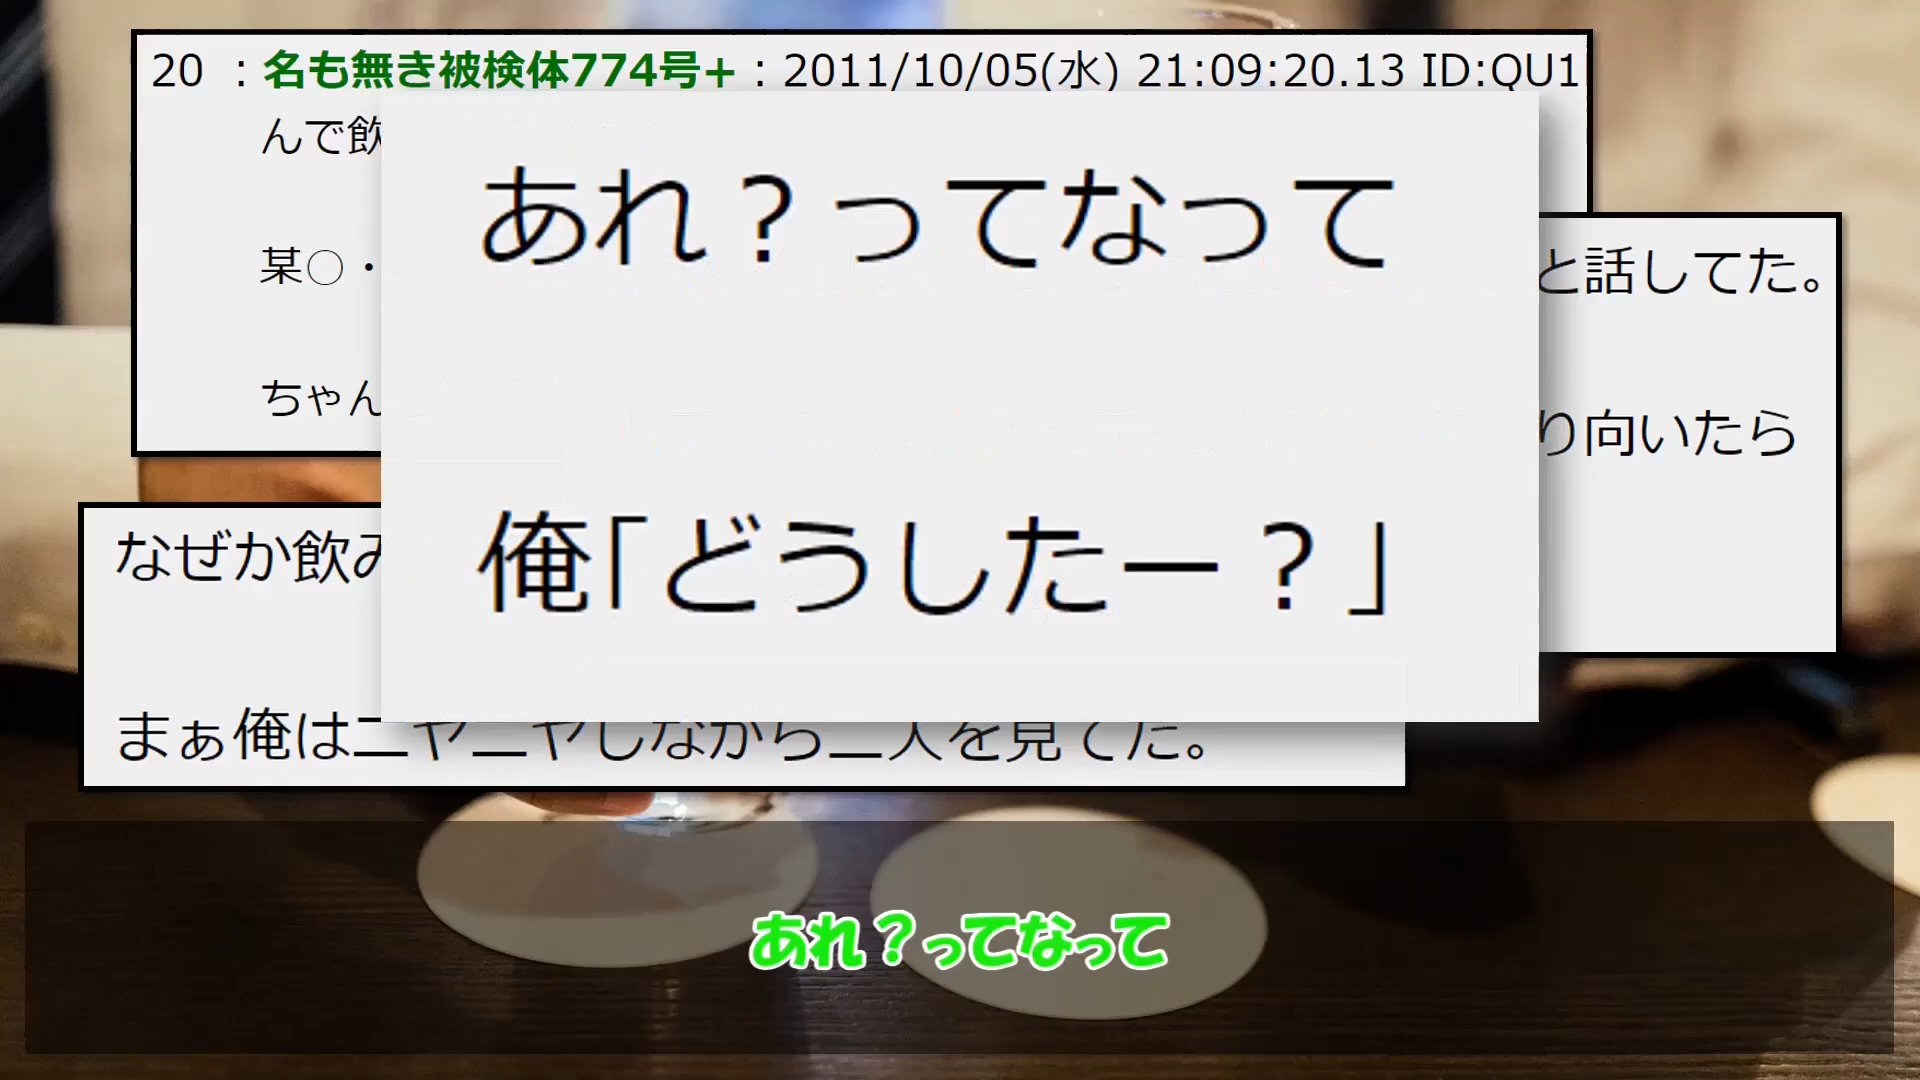 20 ：名も無き被検体774号+：2011/10/05(水) 21:09:20.13 ID:QU1
んで飲
某○・
ちゃん
と話してた。
り向いたら
なぜか飲み
まぁ俺はニヤニヤしながら二人を見てた。
あれ？ってなって
俺「どうしたー？」
あれ？ってなって